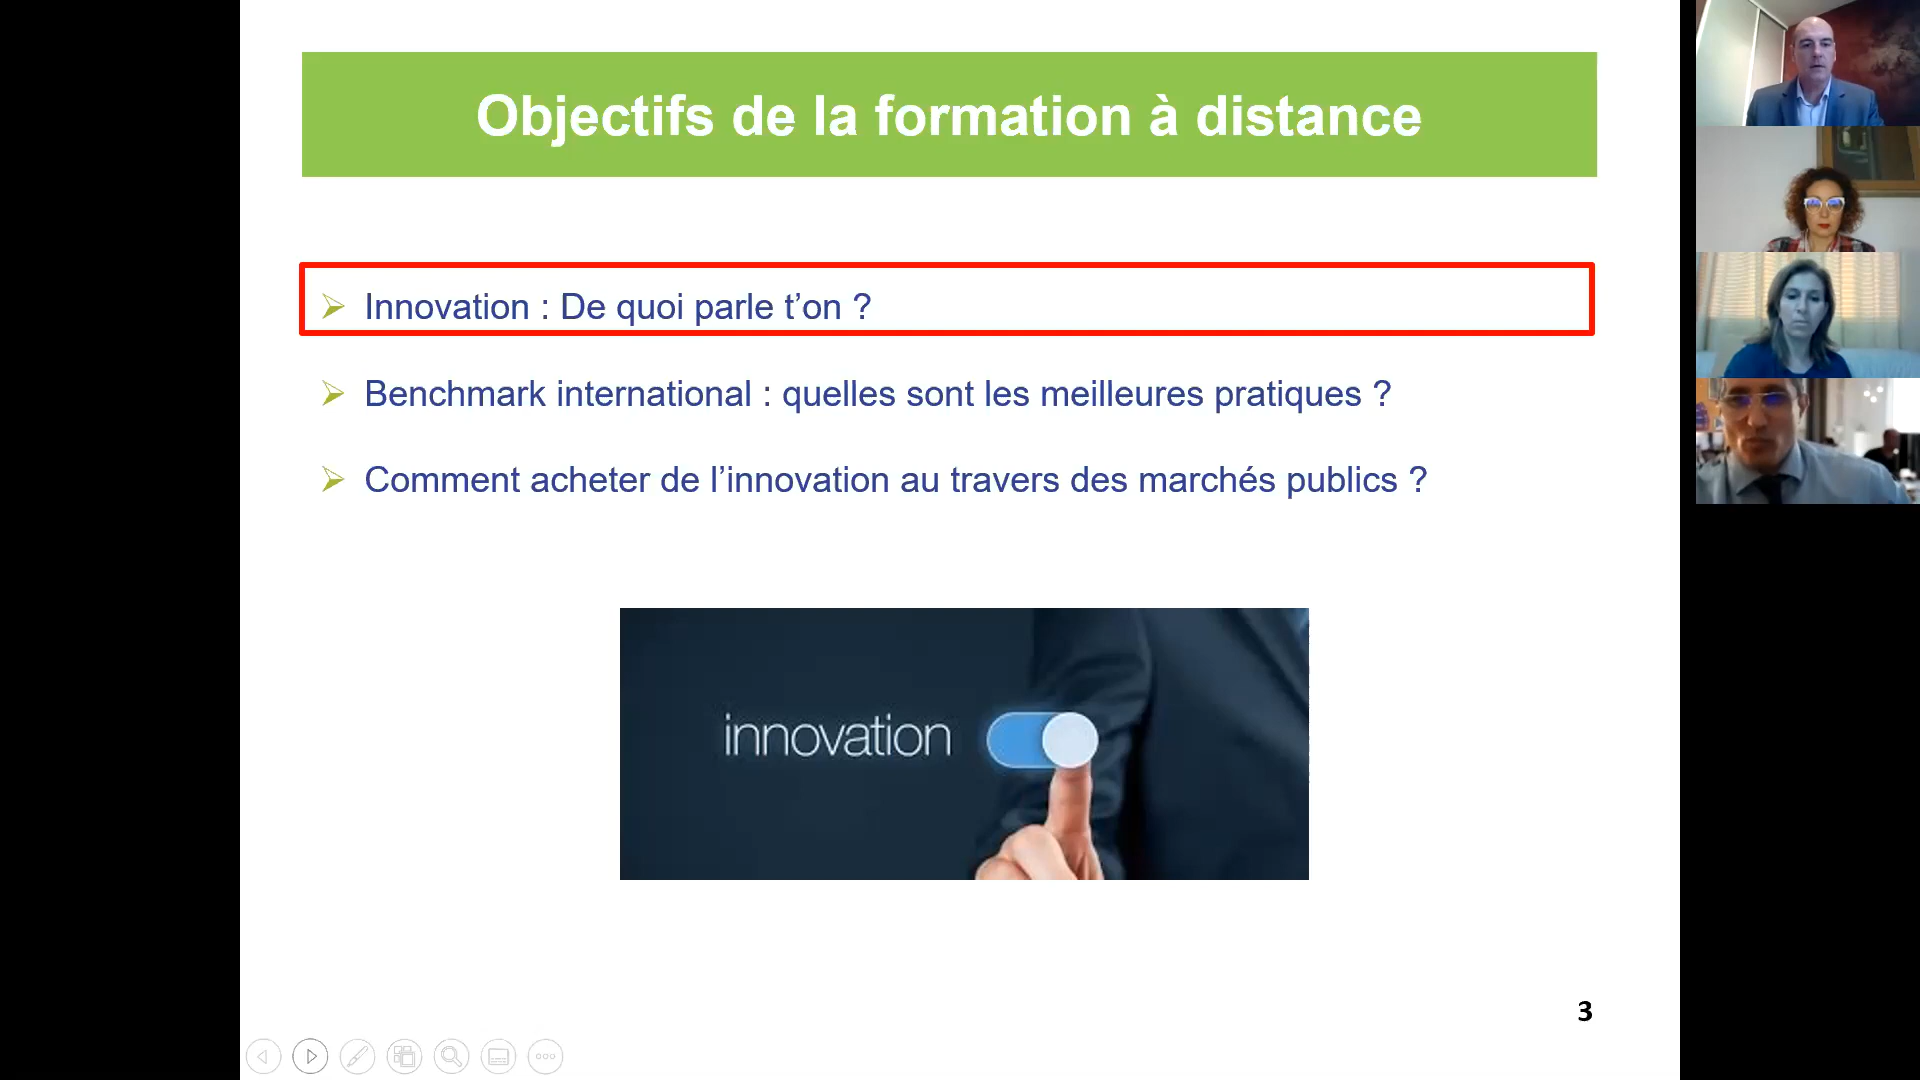 Objectifs de la formation à distance
Innovation : De quoi parle t’on ?
Benchmark international : quelles sont les meilleures pratiques ?
Comment acheter de l’innovation au travers des marchés publics ?
innovation
3